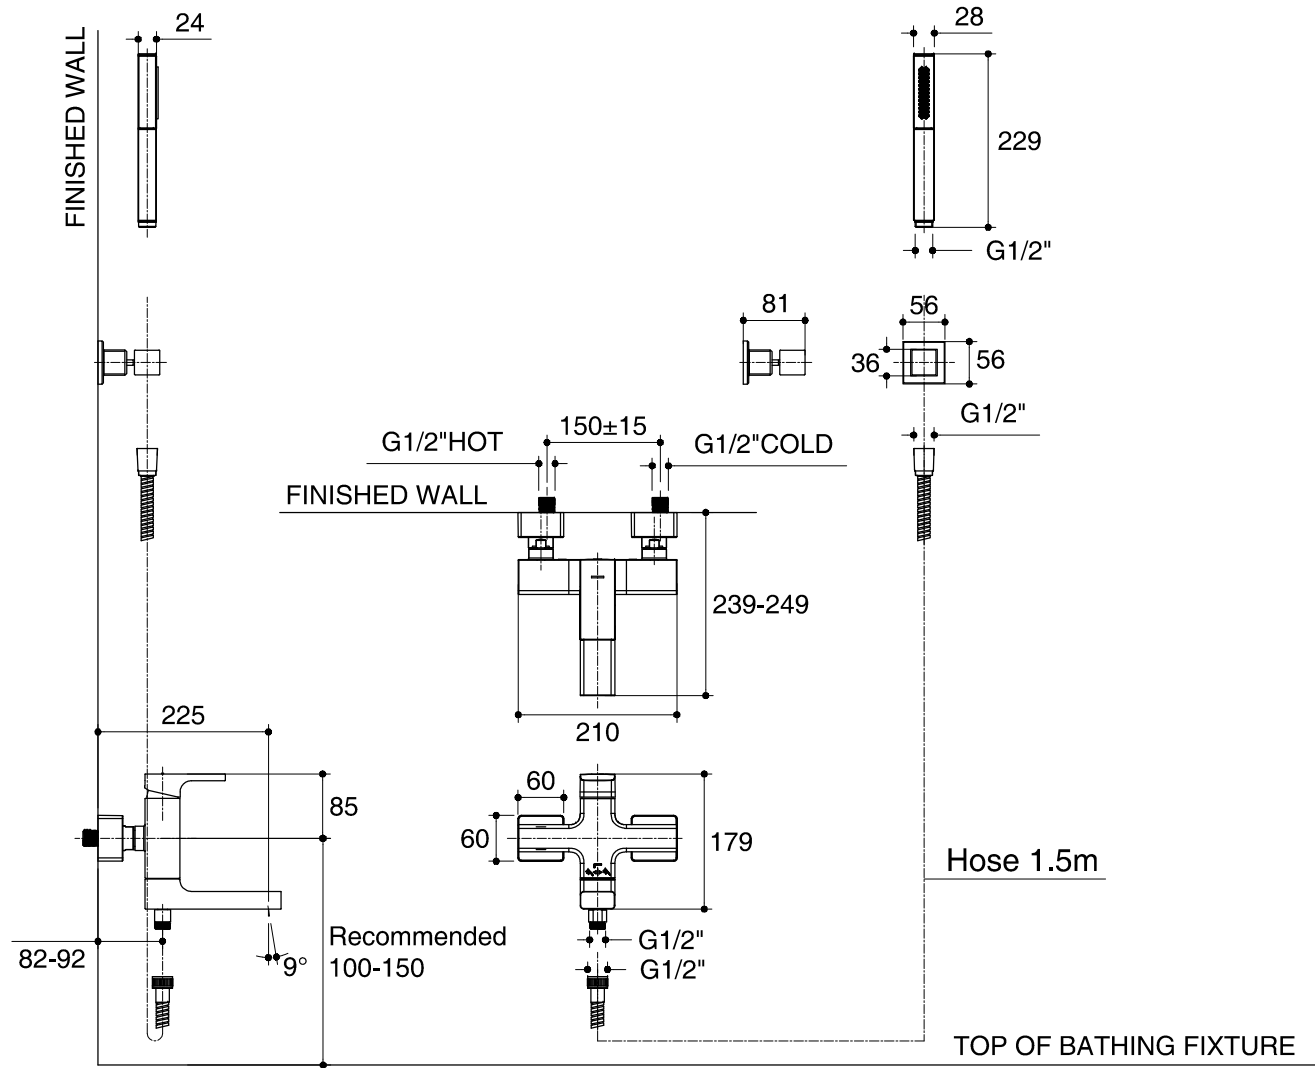 24
28
FINISHED WALL
229
G1/2"
81
56
36
56
G1/2"
150±15
G1/2"HOT
G1/2"COLD
FINISHED WALL
239-249
210
225
85
60
60
179
Hose 1.5m
Recommended
100-150
82-92
9°
G1/2"
G1/2"
TOP OF BATHING FIXTURE